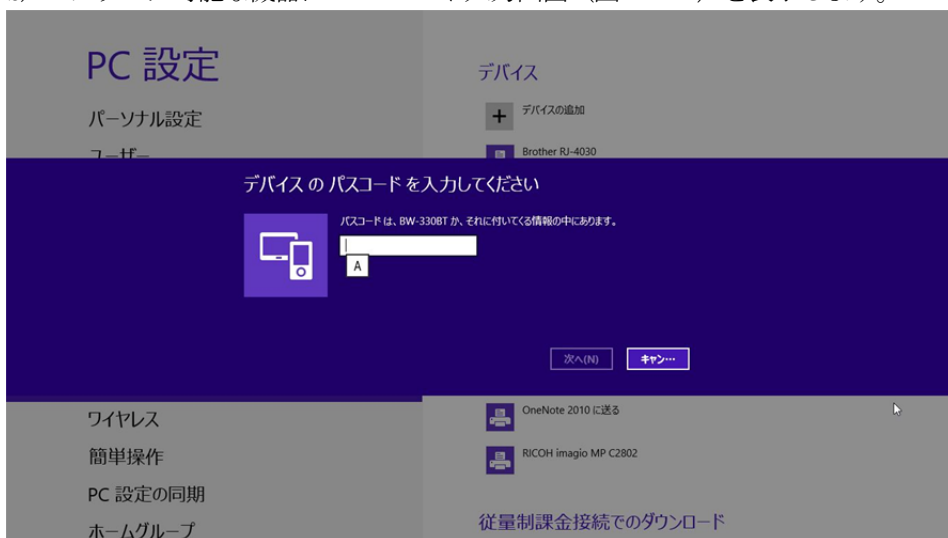 PC 設定
パーソナル設定
ユーザー
デバイス
デバイスの追加
Brother RJ-4030
デバイス の パスコード を入力してください
パスコード は、BW-330BT か、それに付いてくる情報の中にあります。
A
次へ(N)
キャン…
ワイヤレス
簡単操作
PC 設定の同期
ホームグループ
OneNote 2010 に送る
RICOH imagio MP C2802
従量制課金接続でのダウンロード